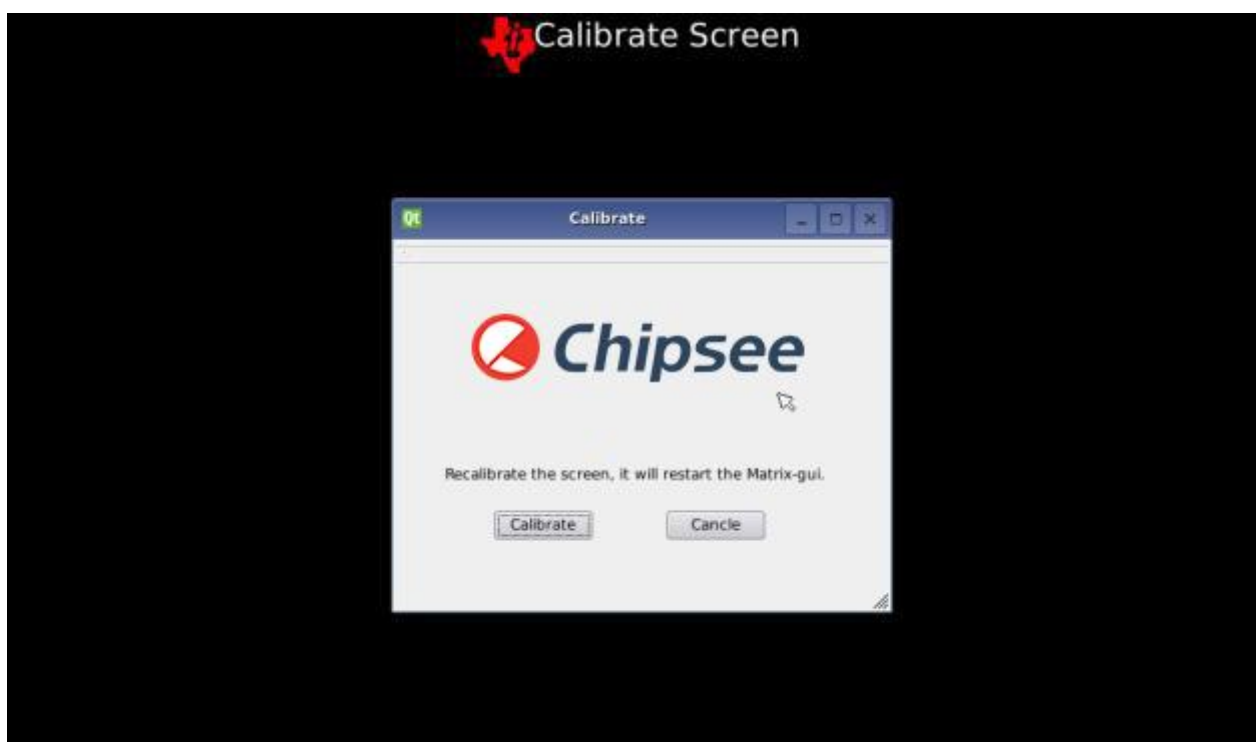 Calibrate Screen
Qt Calibrate
Chipsee
Recalibrate the screen, it will restart the Matrix-gui.
Calibrate Cancle